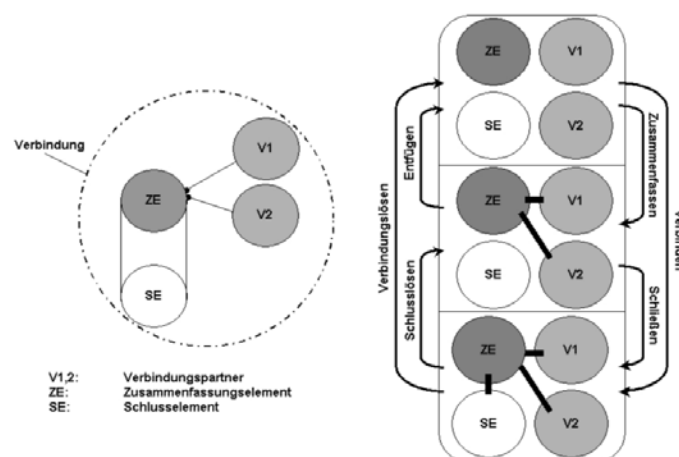 Verbindung
ZE
V1
V2
SE
V1,2: Verbindungspartner
ZE: Zusammenfassungselement
SE: Schlusselement
ZE
V1
SE
V2
ZE
V1
SE
V2
ZE
V1
SE
V2
Verbindungslösen
Entfügen
Schlusslösen
Zusammenfassen
Schließen
Verbinden